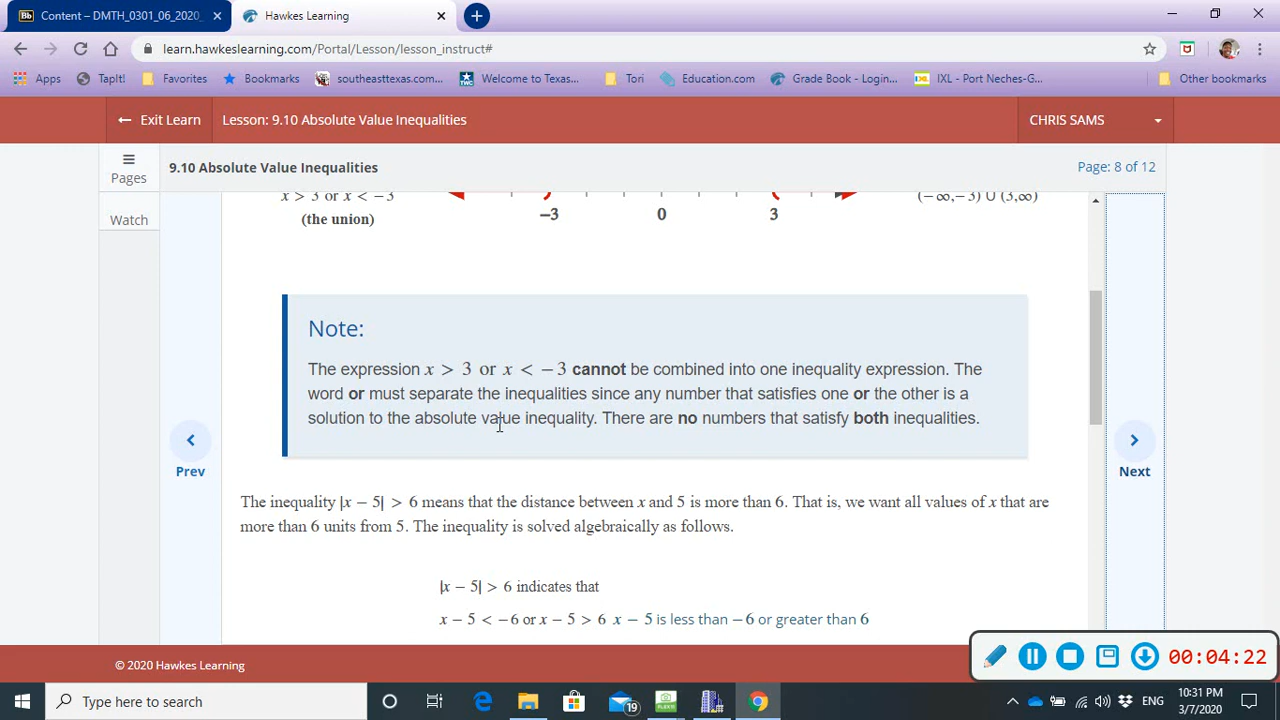 Content – DMTH_0301_06_2020_
Hawkes Learning
learn.hawkeslearning.com/Portal/Lesson/lesson_instruct#
Apps TapIt! Favorites Bookmarks southeasttexas.com... Welcome to Texas... Tori Education.com Grade Book - Login... IXL - Port Neches-G... Other bookmarks
← Exit Learn Lesson: 9.10 Absolute Value Inequalities CHRIS SAMS
Pages 9.10 Absolute Value Inequalities Page: 8 of 12
Watch
x > 3 or x < −3 (−∞,−3) ∪ (3,∞)
(the union) −3 0 3
Note:
The expression x > 3 or x < −3 cannot be combined into one inequality expression. The
word or must separate the inequalities since any number that satisfies one or the other is a
solution to the absolute value inequality. There are no numbers that satisfy both inequalities.
Prev
Next
The inequality |x − 5| > 6 means that the distance between x and 5 is more than 6. That is, we want all values of x that are
more than 6 units from 5. The inequality is solved algebraically as follows.
|x − 5| > 6 indicates that
x − 5 < −6 or x − 5 > 6 x − 5 is less than −6 or greater than 6
© 2020 Hawkes Learning
00:04:22
Type here to search
19
ENG
10:31 PM
3/7/2020